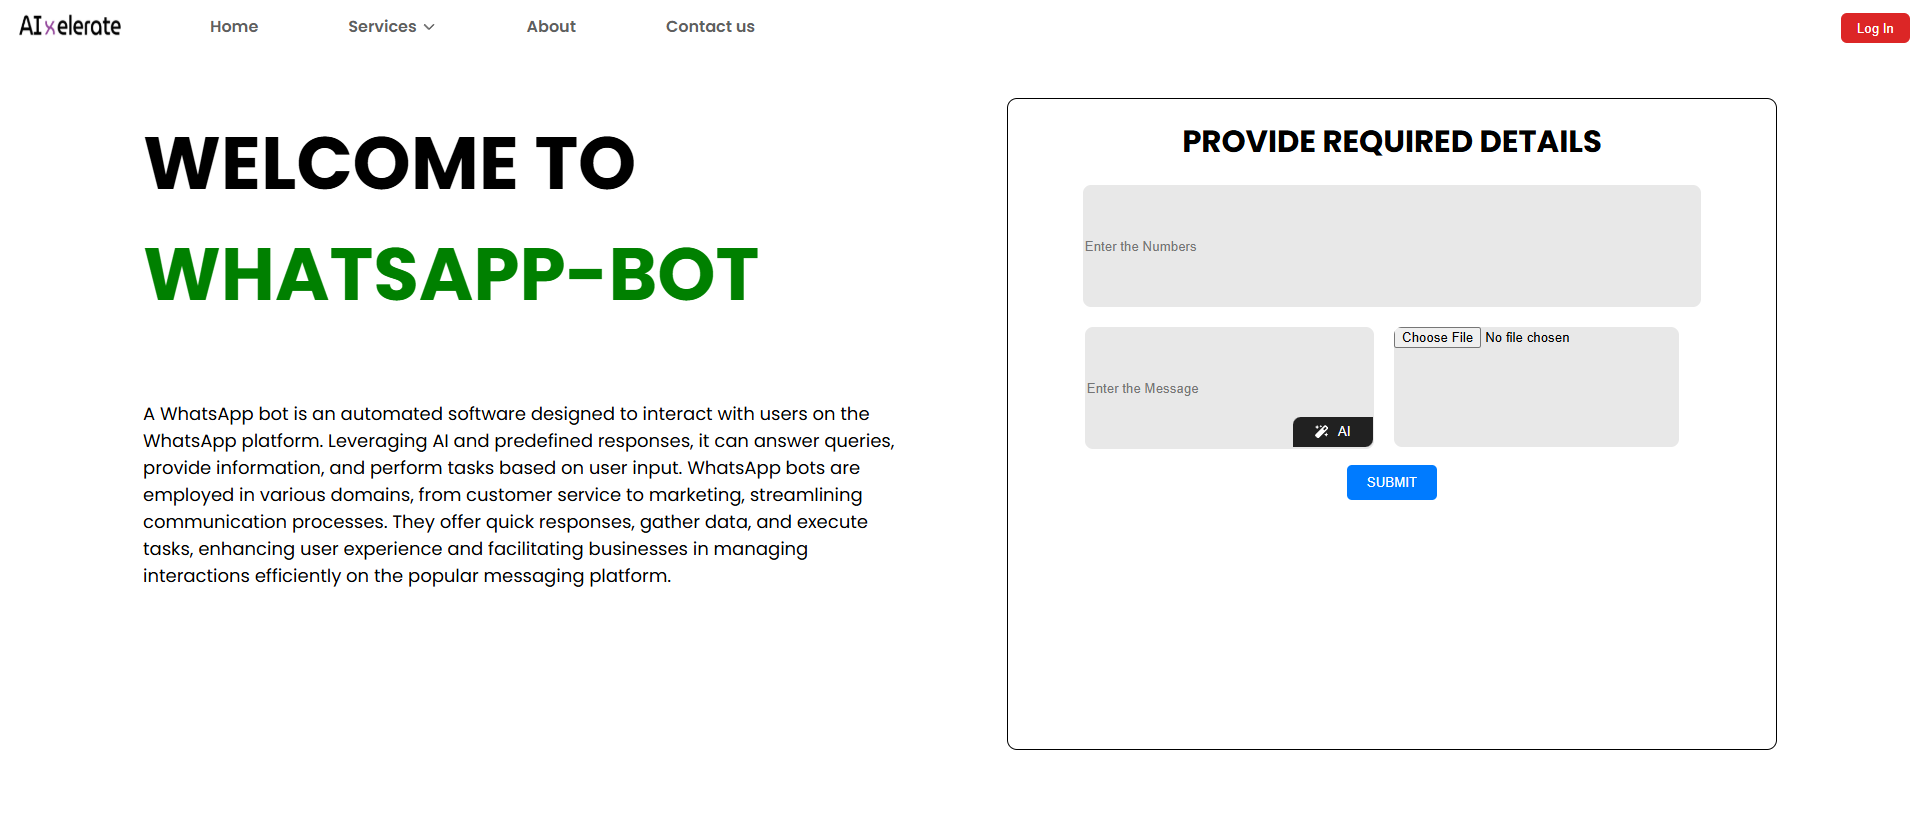 AIxelerate Home Services About Contact us Log In
WELCOME TO
WHATSAPP-BOT
A WhatsApp bot is an automated software designed to interact with users on the
WhatsApp platform. Leveraging AI and predefined responses, it can answer queries,
provide information, and perform tasks based on user input. WhatsApp bots are
employed in various domains, from customer service to marketing, streamlining
communication processes. They offer quick responses, gather data, and execute
tasks, enhancing user experience and facilitating businesses in managing
interactions efficiently on the popular messaging platform.
PROVIDE REQUIRED DETAILS
Enter the Numbers
Enter the Message
AI
Choose File No file chosen
SUBMIT